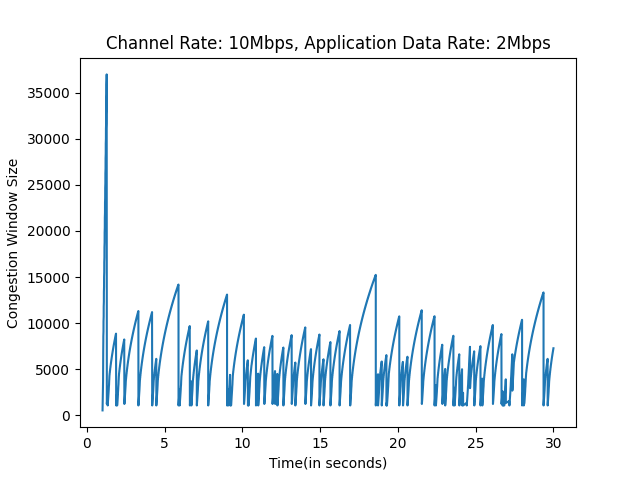 Channel Rate: 10Mbps, Application Data Rate: 2Mbps
Congestion Window Size
35000
30000
25000
20000
15000
10000
5000
0
0 5 10 15 20 25 30
Time(in seconds)